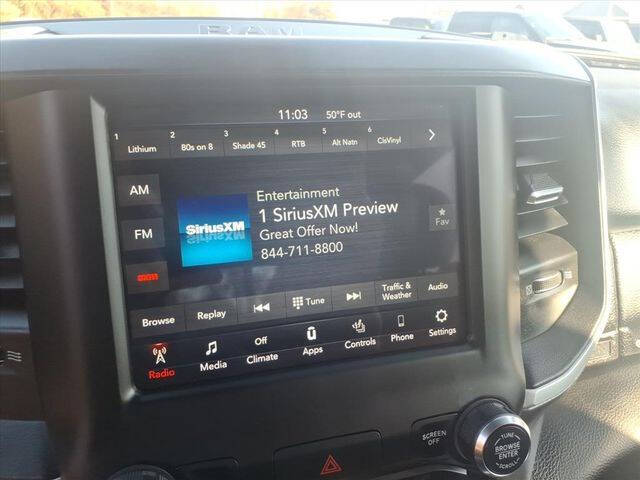 RAM
11:03 50°F out
1 Lithium 2 80s on 8 3 Shade 45 4 RTB 5 Alt Natn 6 ClsVinyl
AM
FM
SiriusXM
Entertainment
1 SiriusXM Preview
Great Offer Now!
844-711-8800
Fav
Browse Replay Tune Traffic & Weather Audio
Radio Media Off Climate Apps Controls Phone Settings
SCREEN OFF
TUNE
BROWSE
ENTER
SCROLL